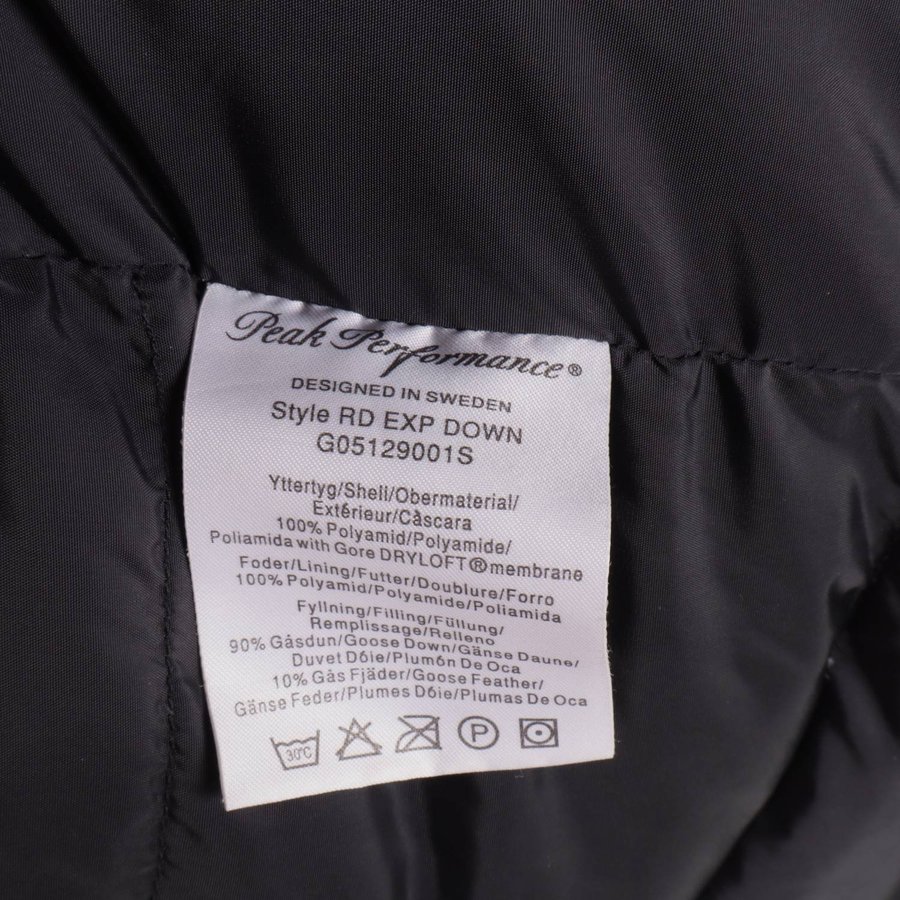 Peak Performance®
DESIGNED IN SWEDEN
Style RD EXP DOWN
G05129001S
Yttertyg/Shell/Obermaterial/
Extérieur/Càscara
100% Polyamid/Polyamide/
Poliamida with Gore DRYLOFT®membrane
Foder/Lining/Futter/Doublure/Forro
100% Polyamid/Polyamide/Poliamida
Fyllning/Filling/Füllung/
Remplissage/Relleno
90% Gåsdun/Goose Down/Gänse Daune/
Duvet D6ie/Plum6n De Oca
10% Gås Fjäder/Goose Feather/
Gänse Feder/Plumes D6ie/Plumas De Oca
30°C P